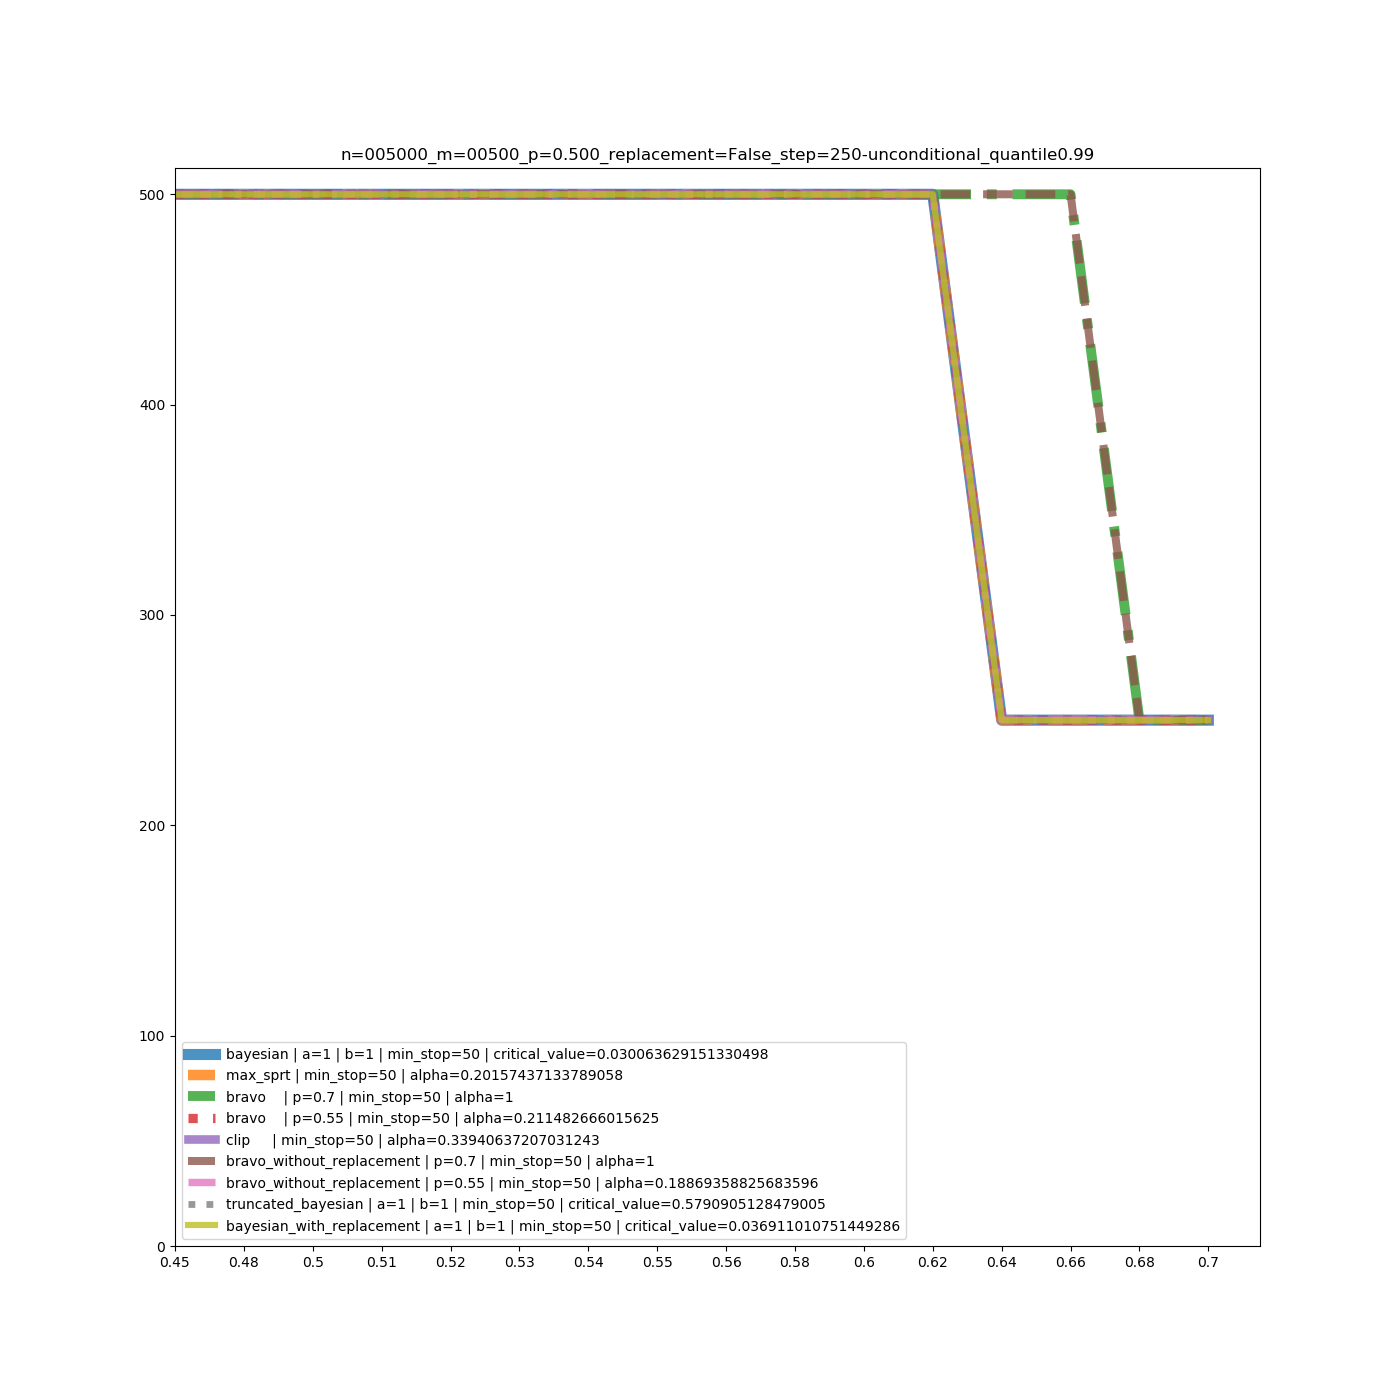 n=005000_m=00500_p=0.500_replacement=False_step=250-unconditional_quantile0.99
500
400
300
200
100
0
bayesian | a=1 | b=1 | min_stop=50 | critical_value=0.030063629151330498
max_sprt | min_stop=50 | alpha=0.20157437133789058
bravo    | p=0.7 | min_stop=50 | alpha=1
bravo    | p=0.55 | min_stop=50 | alpha=0.211482666015625
clip     | min_stop=50 | alpha=0.33940637207031243
bravo_without_replacement | p=0.7 | min_stop=50 | alpha=1
bravo_without_replacement | p=0.55 | min_stop=50 | alpha=0.18869358825683596
truncated_bayesian | a=1 | b=1 | min_stop=50 | critical_value=0.5790905128479005
bayesian_with_replacement | a=1 | b=1 | min_stop=50 | critical_value=0.036911010751449286
0.45 0.48 0.5 0.51 0.52 0.53 0.54 0.55 0.56 0.58 0.6 0.62 0.64 0.66 0.68 0.7